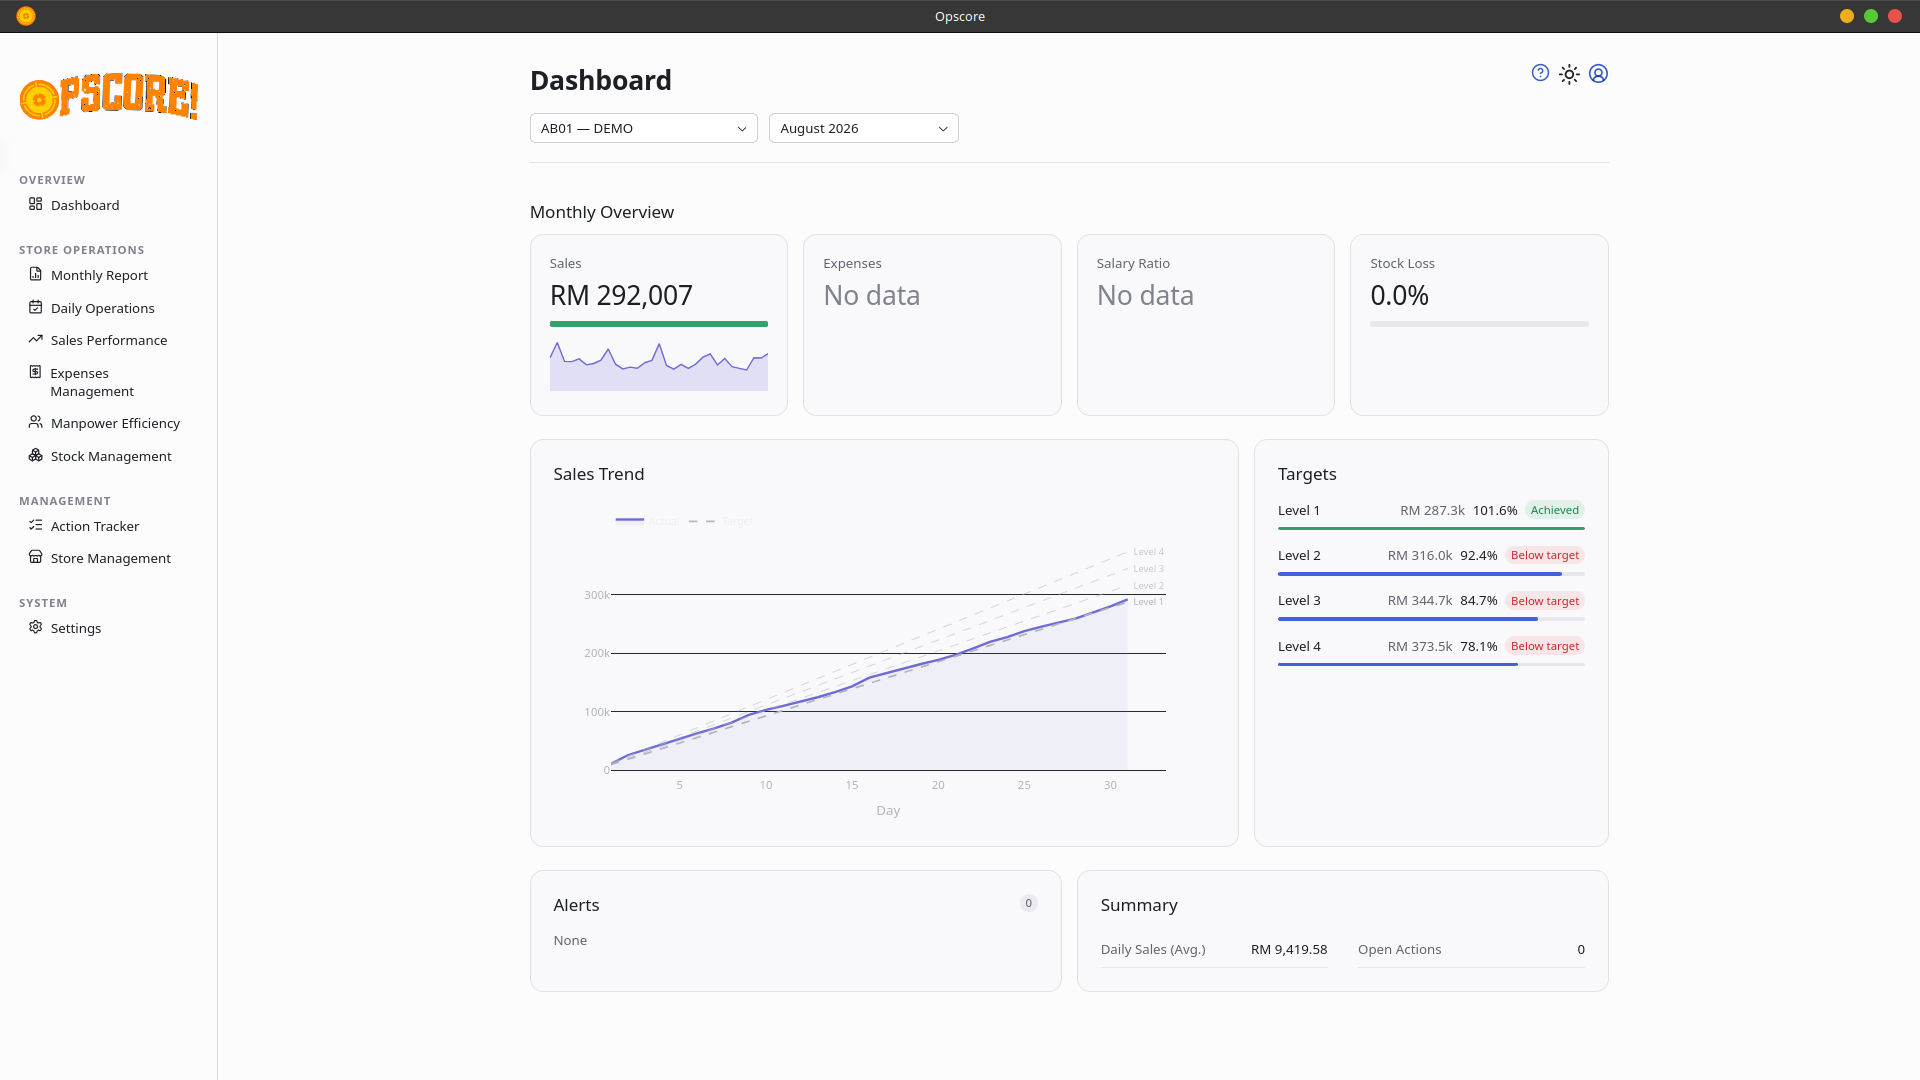 Opscore
OPSCORE!
OVERVIEW
Dashboard
STORE OPERATIONS
Monthly Report
Daily Operations
Sales Performance
Expenses
Management
Manpower Efficiency
Stock Management
MANAGEMENT
Action Tracker
Store Management
SYSTEM
Settings
Dashboard
AB01 — DEMO
August 2026
Monthly Overview
Sales
RM 292,007
Expenses
No data
Salary Ratio
No data
Stock Loss
0.0%
Sales Trend
Actual Target
Level 4
Level 3
Level 2
Level 1
300k
200k
100k
0
5 10 15 20 25 30
Day
Targets
Level 1 RM 287.3k 101.6% Achieved
Level 2 RM 316.0k 92.4% Below target
Level 3 RM 344.7k 84.7% Below target
Level 4 RM 373.5k 78.1% Below target
Alerts 0
None
Summary
Daily Sales (Avg.) RM 9,419.58 Open Actions 0